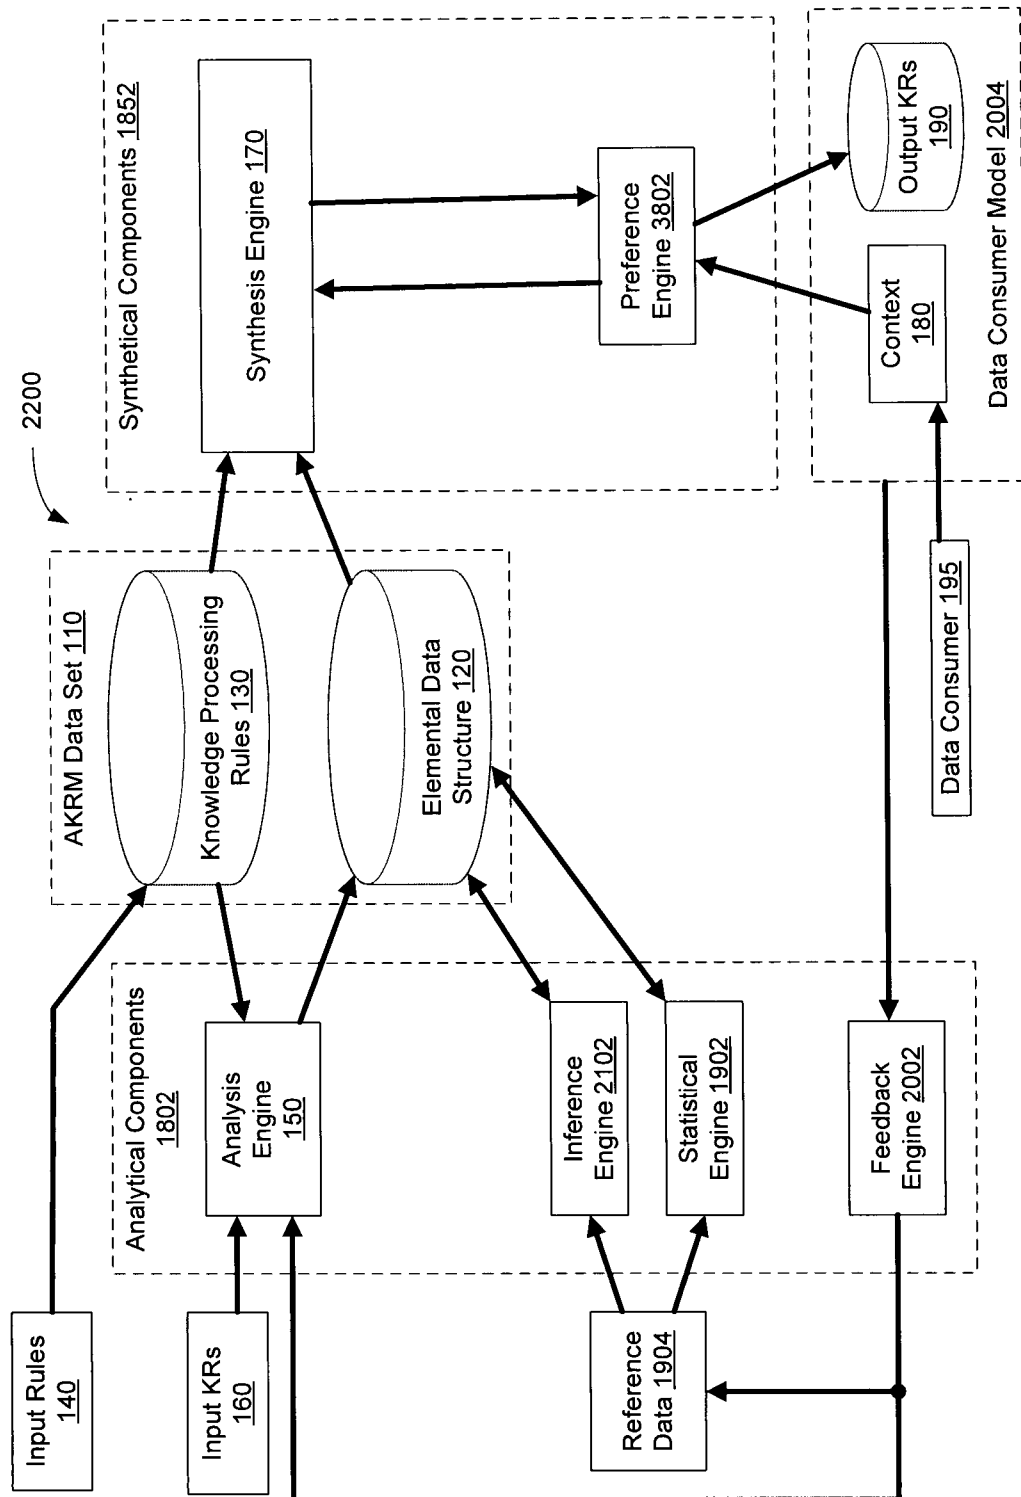 2200
Input Rules
140
Input KRs
160
Reference
Data 1904
Analytical Components
1802
Analysis
Engine
150
Inference
Engine 2102
Statistical
Engine 1902
Feedback
Engine 2002
AKRM Data Set 110
Knowledge Processing
Rules 130
Elemental Data
Structure 120
Data Consumer 195
Synthetical Components 1852
Synthesis Engine 170
Preference
Engine 3802
Context
180
Output KRs
190
Data Consumer Model 2004